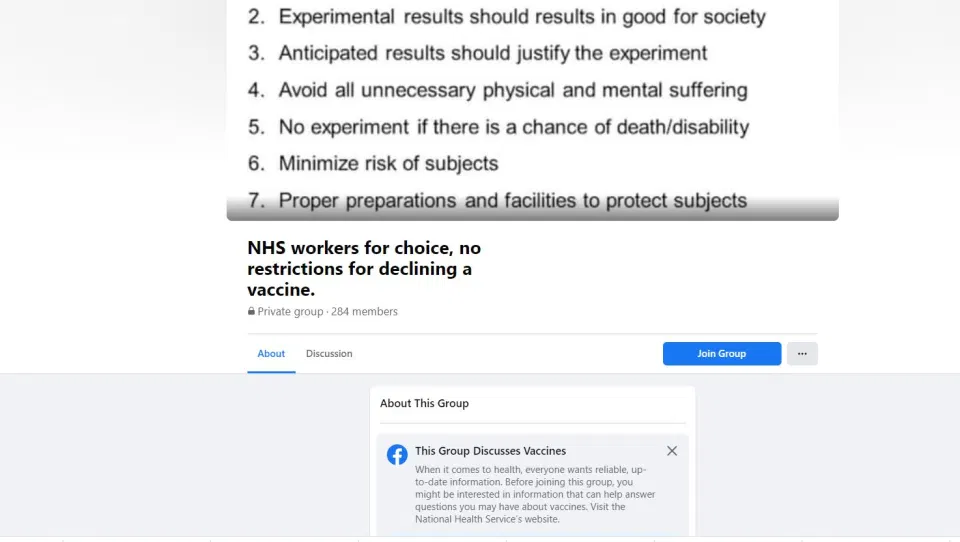 2. Experimental results should results in good for society
3. Anticipated results should justify the experiment
4. Avoid all unnecessary physical and mental suffering
5. No experiment if there is a chance of death/disability
6. Minimize risk of subjects
7. Proper preparations and facilities to protect subjects
NHS workers for choice, no
restrictions for declining a
vaccine.
Private group · 284 members
About Discussion Join Group ...
About This Group
This Group Discusses Vaccines
When it comes to health, everyone wants reliable, up-
to-date information. Before joining this group, you
might be interested in information that can help answer
questions you may have about vaccines. Visit the
National Health Service's website.